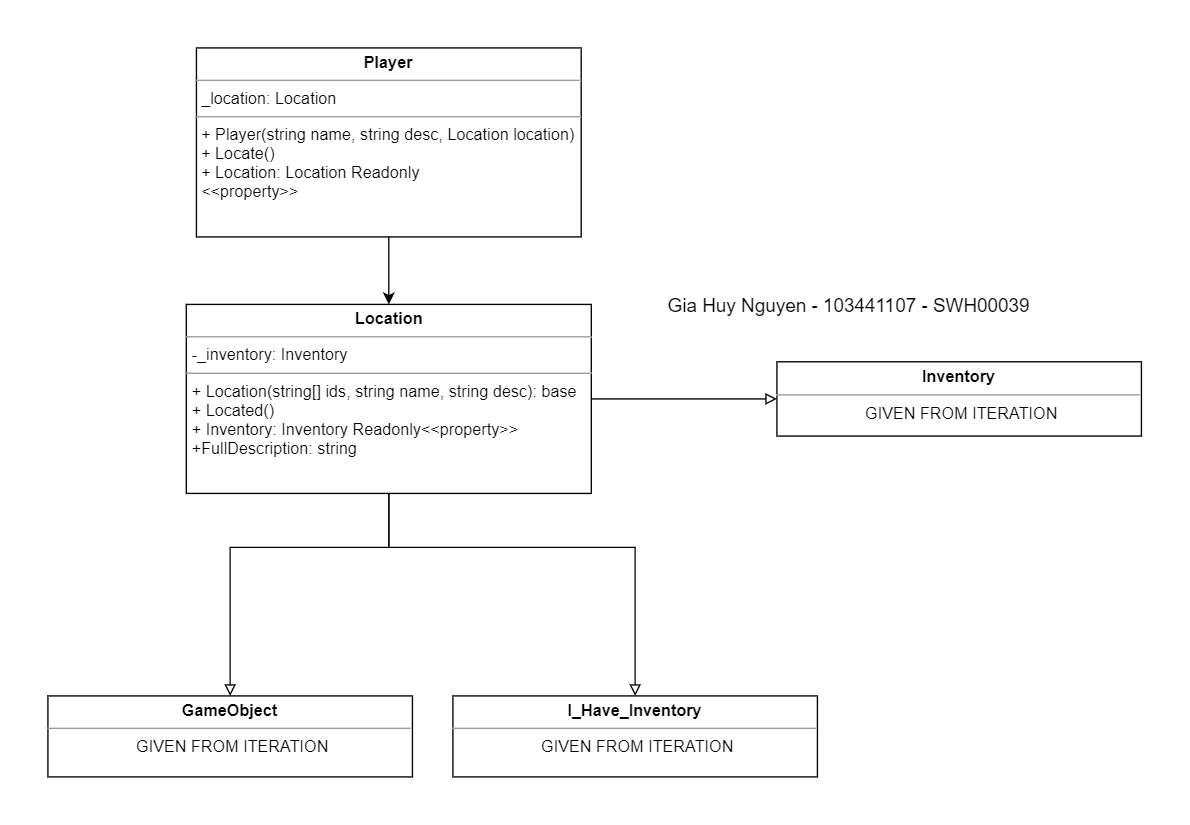 Player
_location: Location
+ Player(string name, string desc, Location location)
+ Locate()
+ Location: Location Readonly
<<property>>
Location
-_inventory: Inventory
+ Location(string[] ids, string name, string desc): base
+ Located()
+ Inventory: Inventory Readonly<<property>>
+FullDescription: string
Gia Huy Nguyen - 103441107 - SWH00039
Inventory
GIVEN FROM ITERATION
GameObject
GIVEN FROM ITERATION
I_Have_Inventory
GIVEN FROM ITERATION